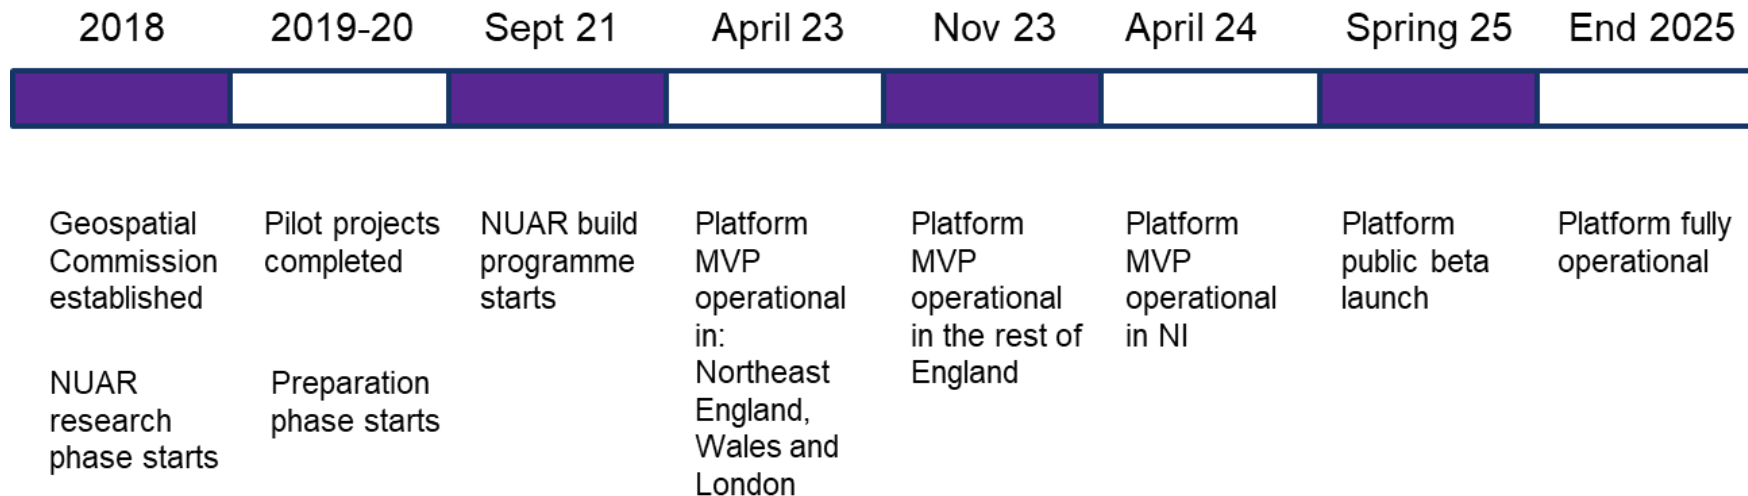 2018
2019-20
Sept 21
April 23
Nov 23
April 24
Spring 25
End 2025
Geospatial
Commission
established
NUAR
research
phase starts
Pilot projects
completed
Preparation
phase starts
NUAR build
programme
starts
Platform
MVP
operational
in:
Northeast
England,
Wales and
London
Platform
MVP
operational
in the rest of
England
Platform
MVP
operational
in NI
Platform
public beta
launch
Platform fully
operational